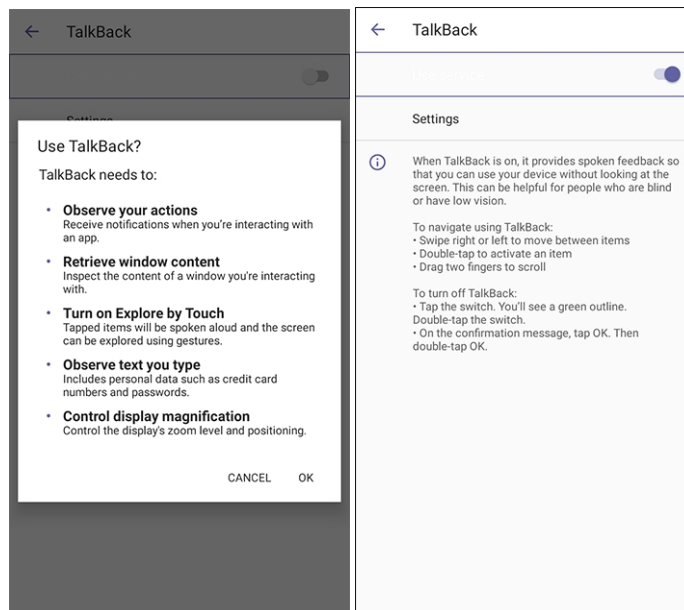 TalkBack
Settings
Use TalkBack?
TalkBack needs to:
• Observe your actions
Receive notifications when you're interacting with
an app.
• Retrieve window content
Inspect the content of a window you're interacting
with.
• Turn on Explore by Touch
Tapped items will be spoken aloud and the screen
can be explored using gestures.
• Observe text you type
Includes personal data such as credit card
numbers and passwords.
• Control display magnification
Control the display's zoom level and positioning.
CANCEL OK
TalkBack
Settings
When TalkBack is on, it provides spoken feedback so
that you can use your device without looking at the
screen. This can be helpful for people who are blind
or have low vision.
To navigate using TalkBack:
• Swipe right or left to move between items
• Double-tap to activate an item
• Drag two fingers to scroll
To turn off TalkBack:
• Tap the switch. You'll see a green outline.
Double-tap the switch.
• On the confirmation message, tap OK. Then
double-tap OK.